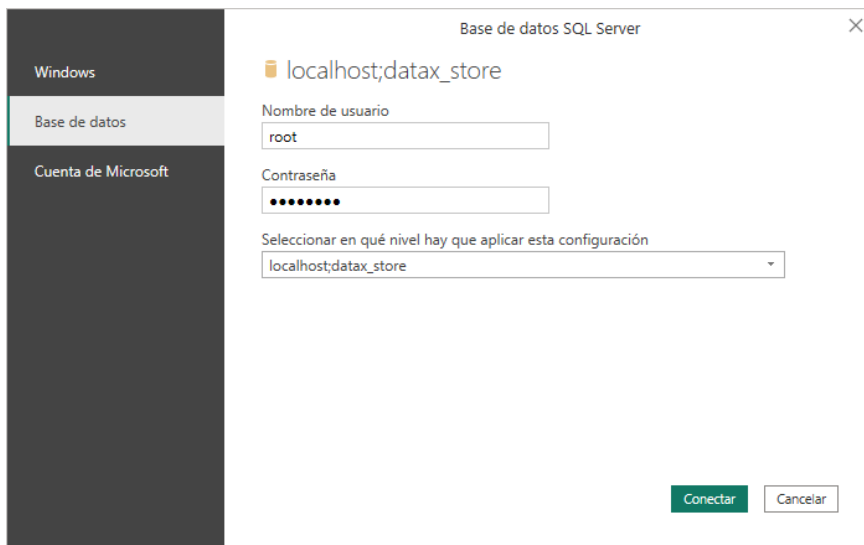 Base de datos SQL Server
Windows
Base de datos
Cuenta de Microsoft
localhost;datax_store
Nombre de usuario
root
Contraseña
●●●●●●●●
Seleccionar en qué nivel hay que aplicar esta configuración
localhost;datax_store
Conectar
Cancelar